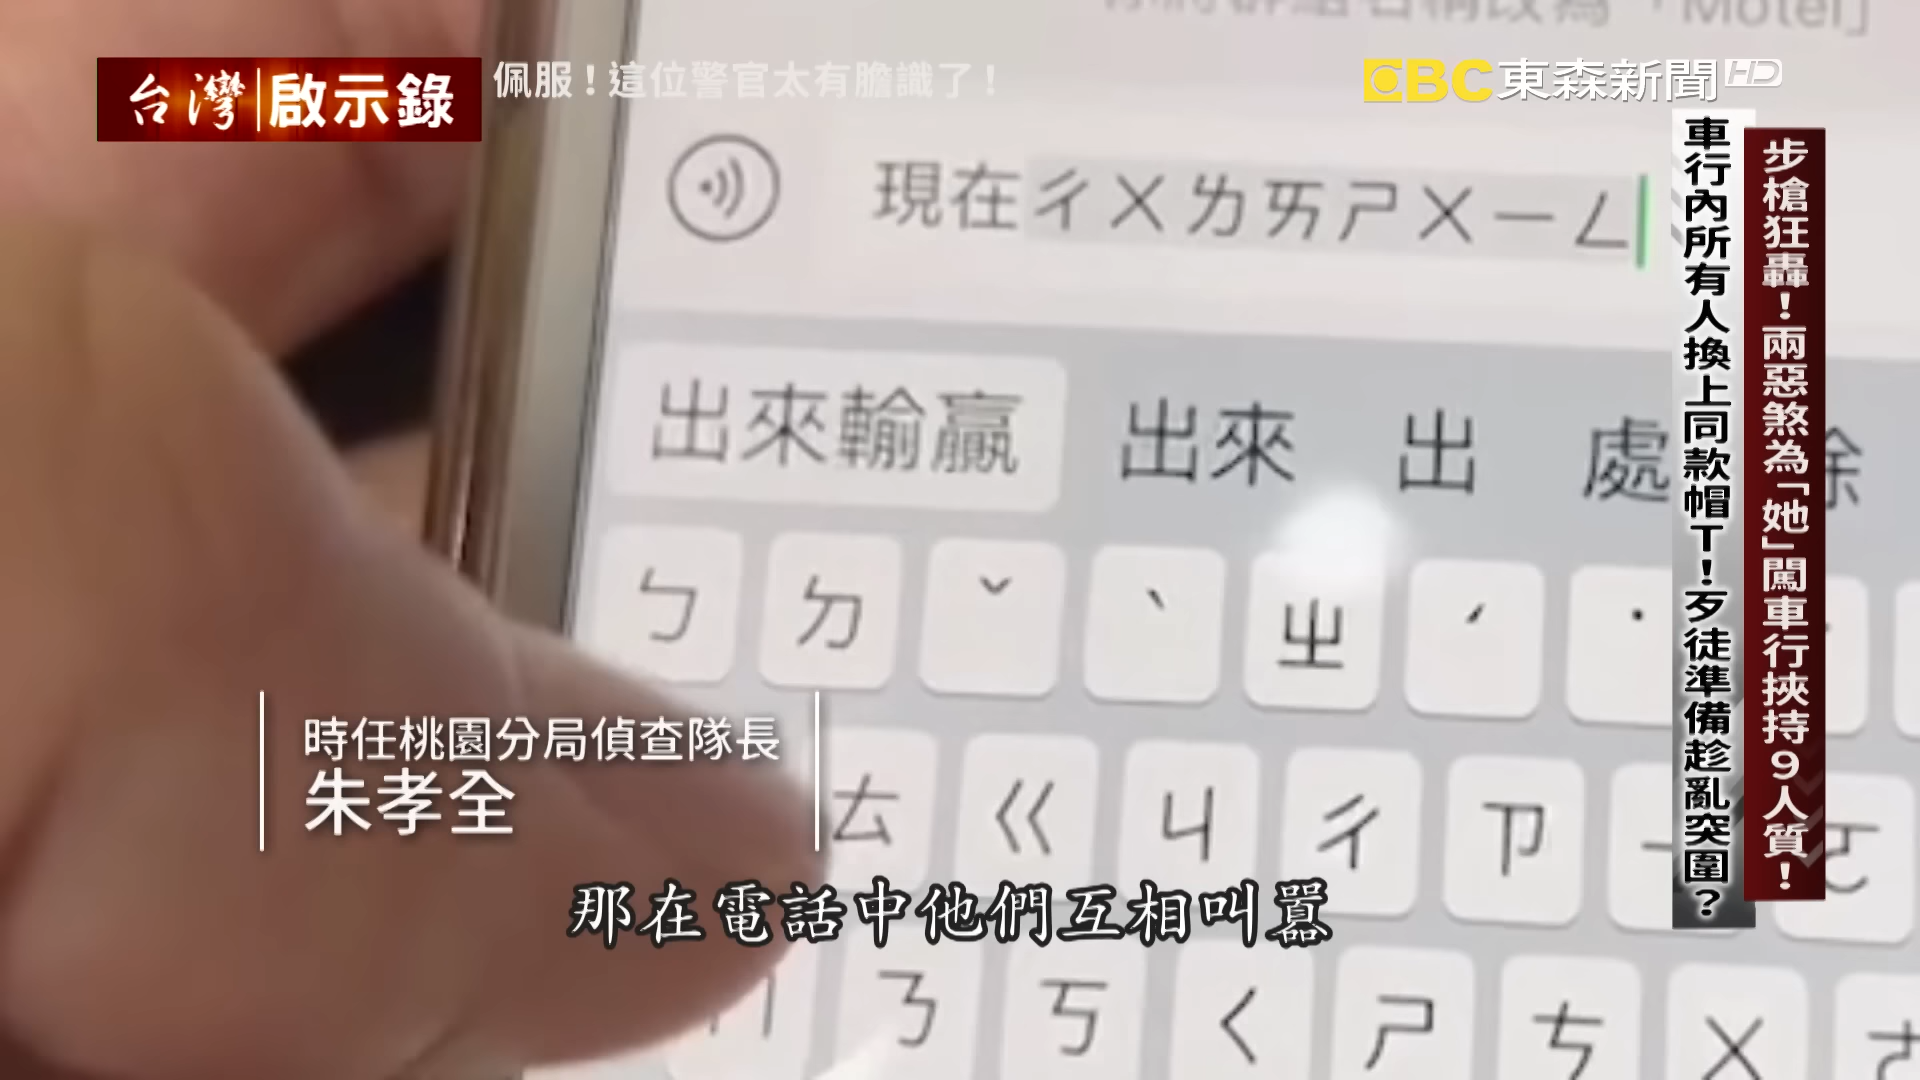 台灣啟示錄
佩服！這位警官太有膽識了！
EBC東森新聞HD
步槍狂轟！兩惡煞為「她」闖車行挾持9人質！
車行內所有人換上同款帽T！歹徒準備趁亂突圍？
現在ㄔㄨㄌㄞㄕㄨㄧㄥ
出來輸贏 出來 出 處
ㄅ ㄉ ˇ ˋ ㄓ ˊ ˙
ㄊ ㄍ ㄐ ㄔ ㄗ
ㄋ ㄎ ㄑ ㄕ ㄘ ㄨ
時任桃園分局偵查隊長
朱孝全
那在電話中他們互相叫囂